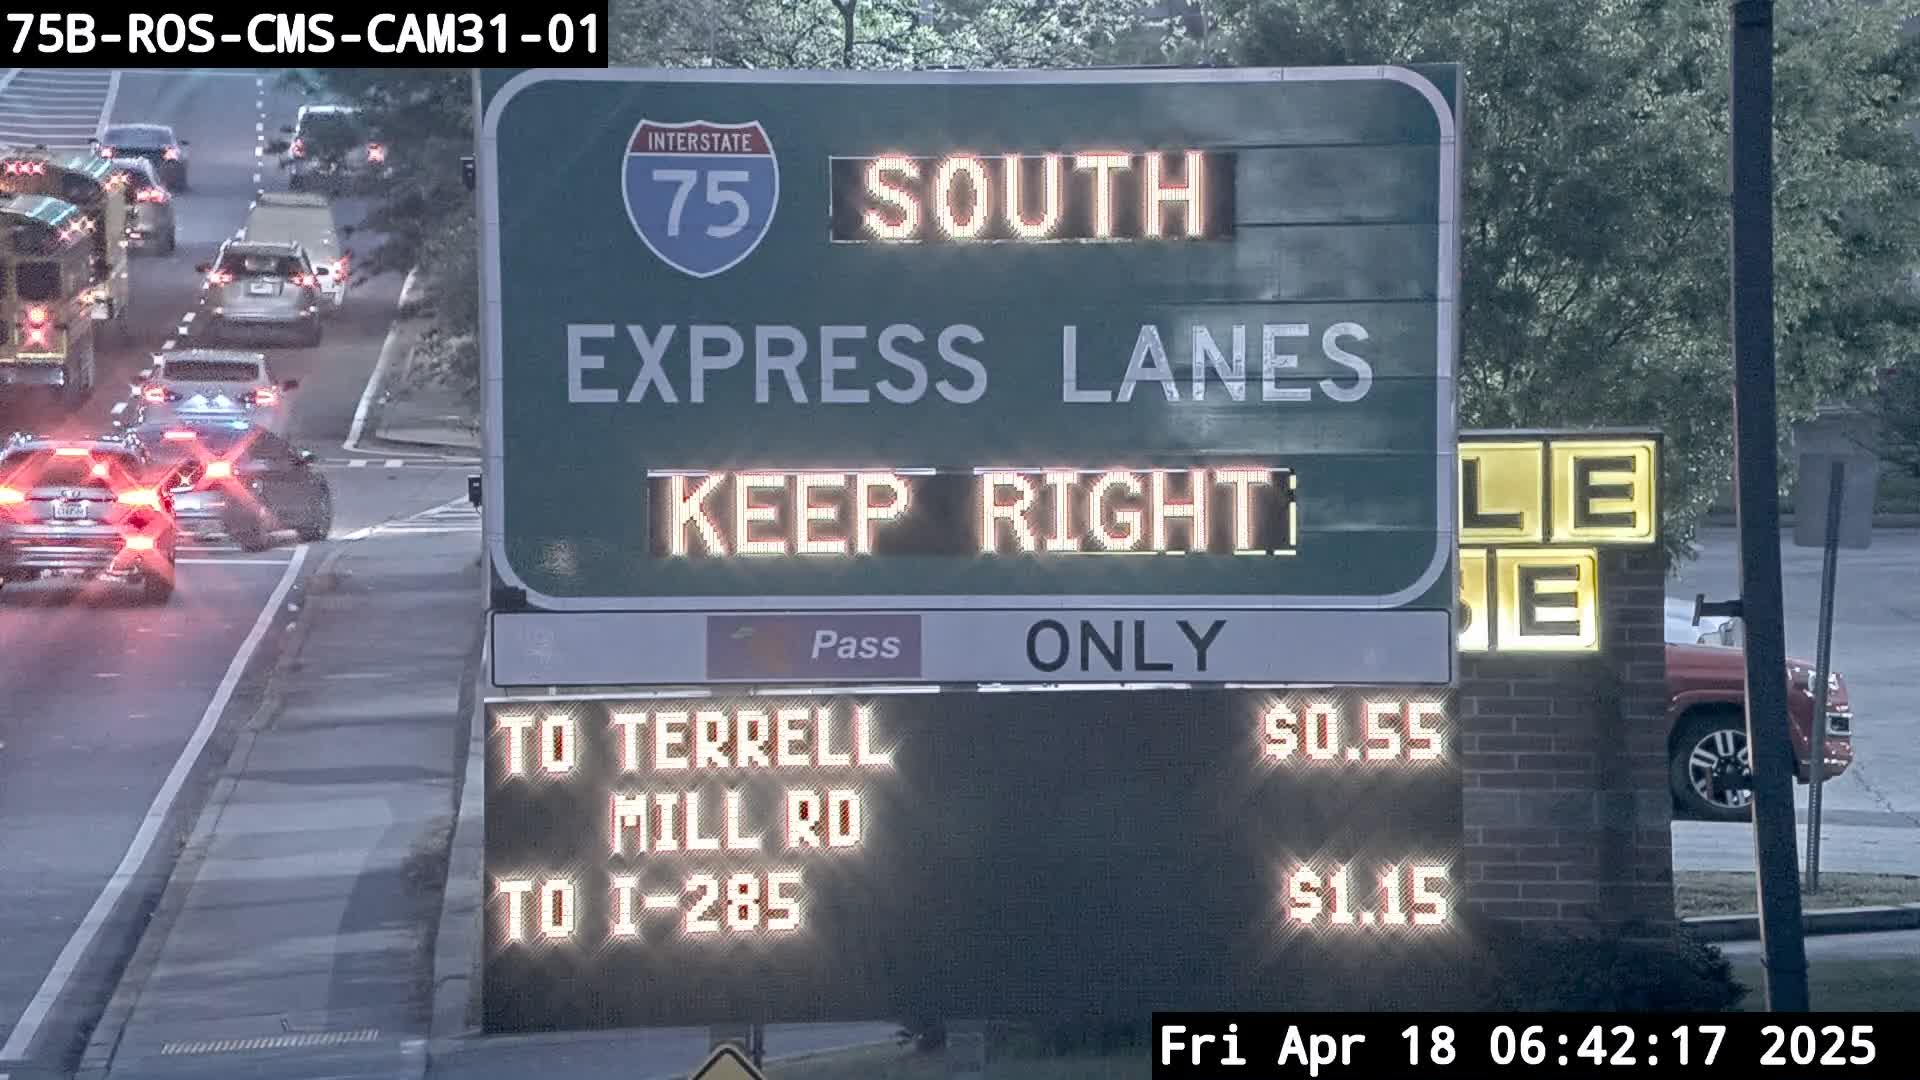 75B-ROS-CMS-CAM31-01
INTERSTATE
75
SOUTH
EXPRESS LANES
KEEP RIGHT
Pass
ONLY
LE
E
TO TERRELL $0.55
MILL RD
TO I-285 $1.15
Fri Apr 18 06:42:17 2025